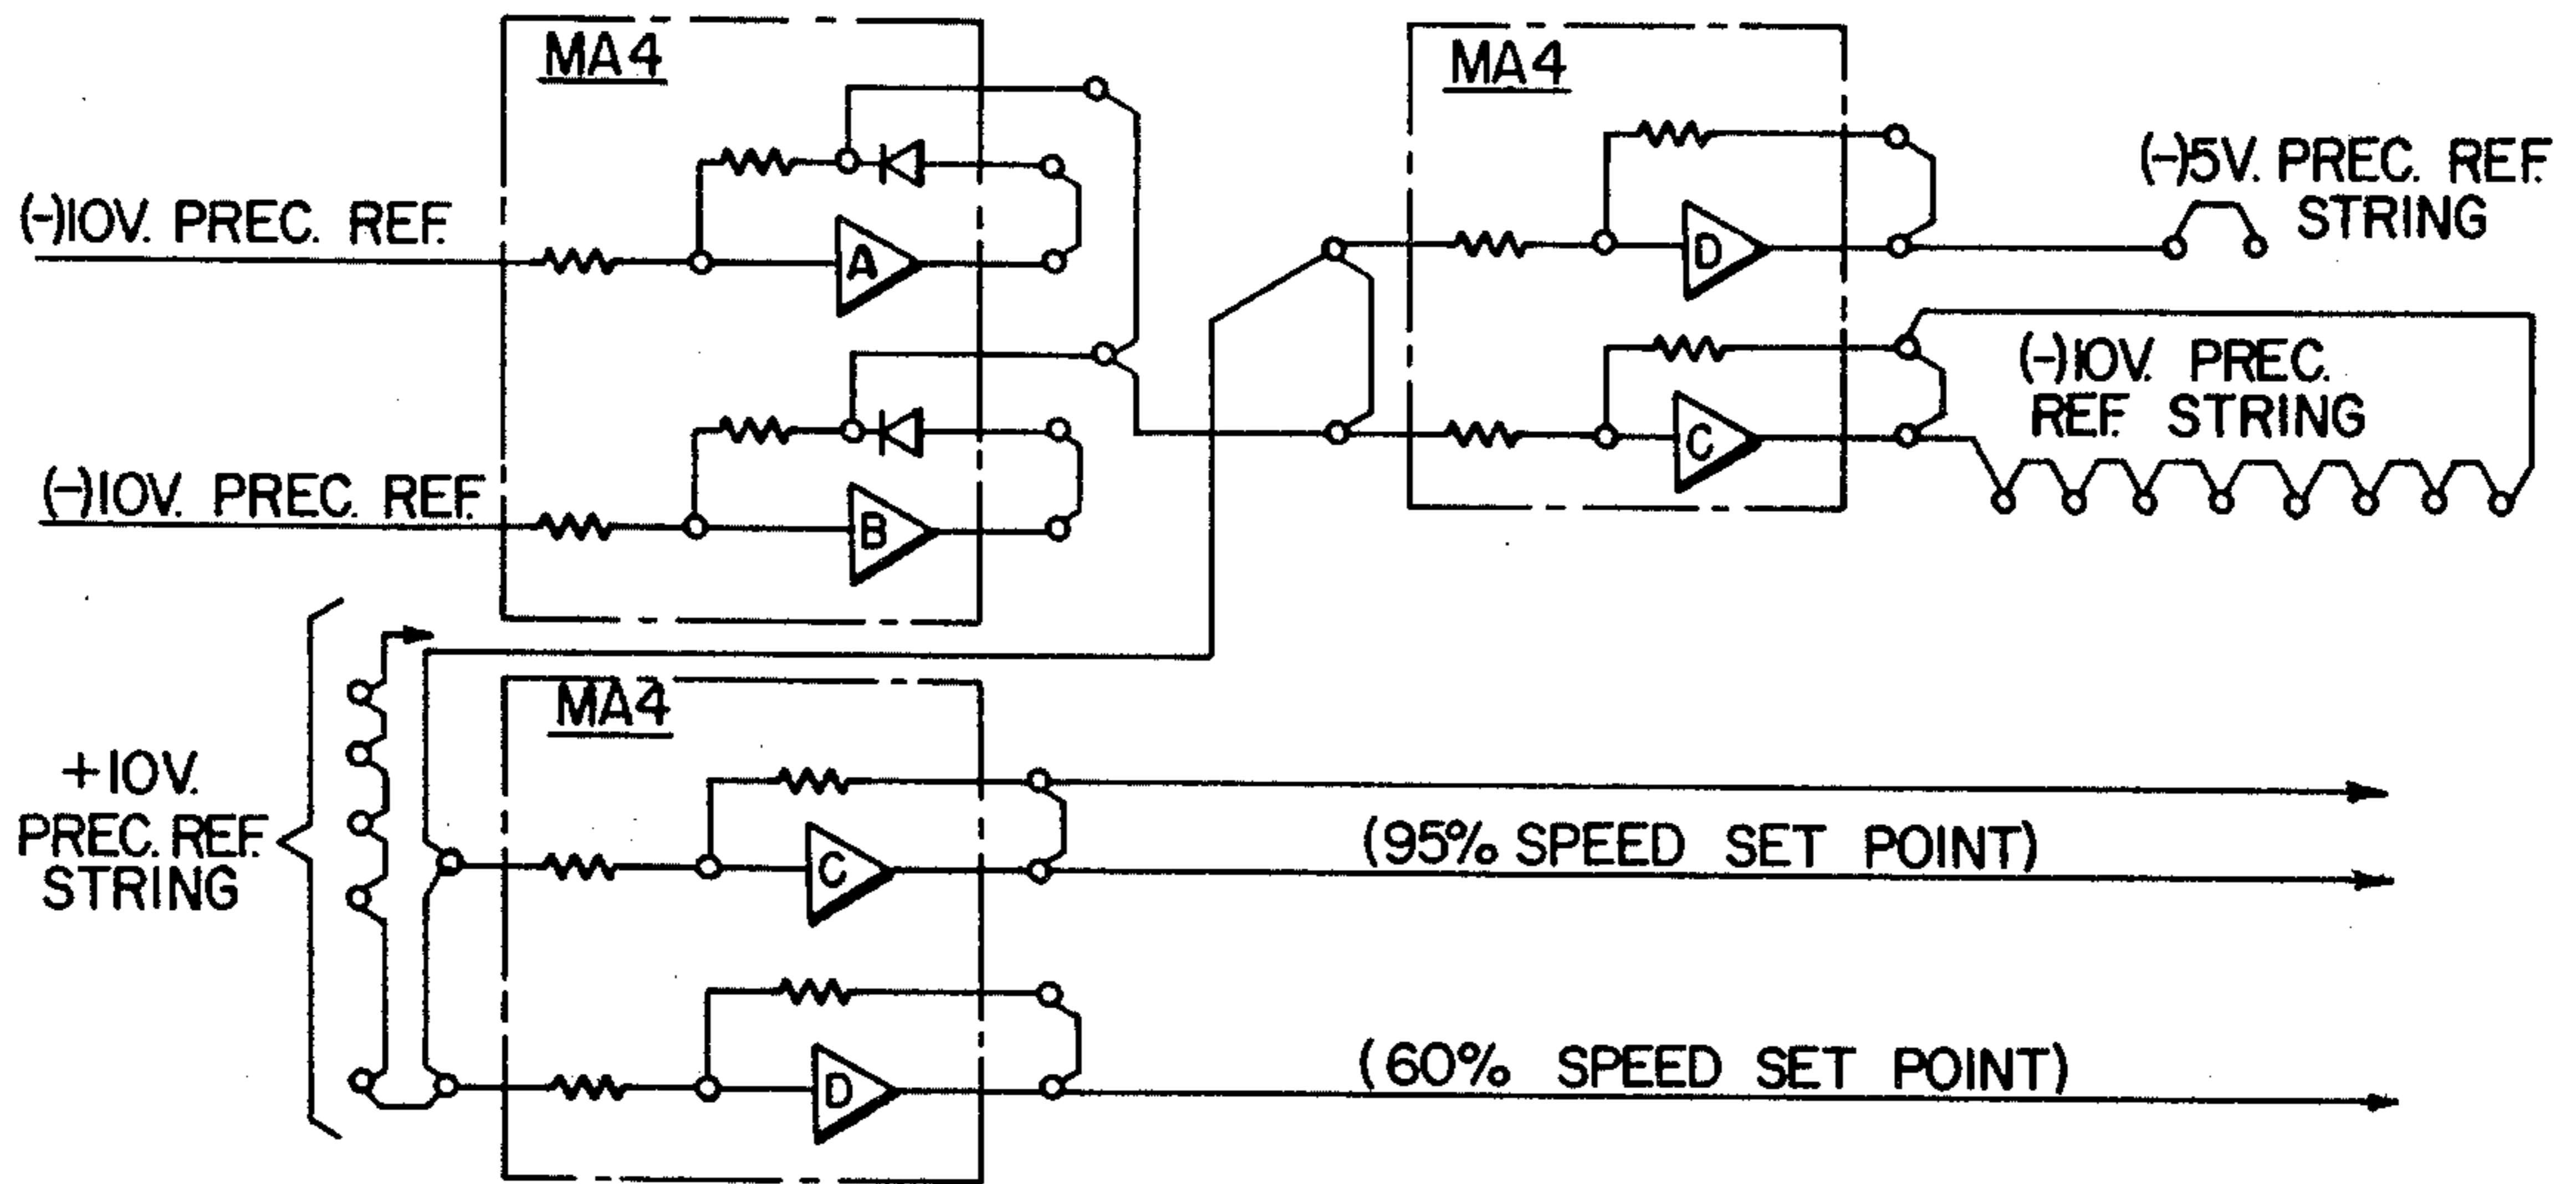 MA4
(-)10V. PREC. REF.
A
(-)10V. PREC. REF.
B
MA4
D
(-)5V. PREC. REF.
STRING
C
(-)10V. PREC.
REF. STRING
+10V.
PREC. REF.
STRING
MA4
C
(95% SPEED SET POINT)
D
(60% SPEED SET POINT)